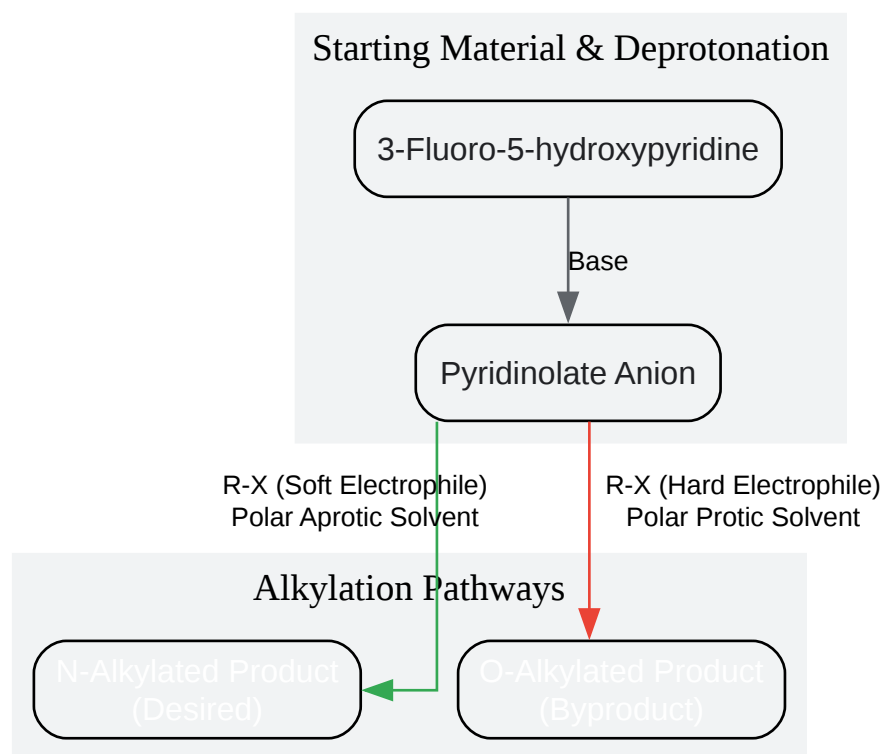 Starting Material & Deprotonation
3-Fluoro-5-hydroxypyridine
Base
Pyridinolate Anion
R-X (Soft Electrophile)
Polar Aprotic Solvent
R-X (Hard Electrophile)
Polar Protic Solvent
Alkylation Pathways
N-Alkylated Product
(Desired)
O-Alkylated Product
(Byproduct)